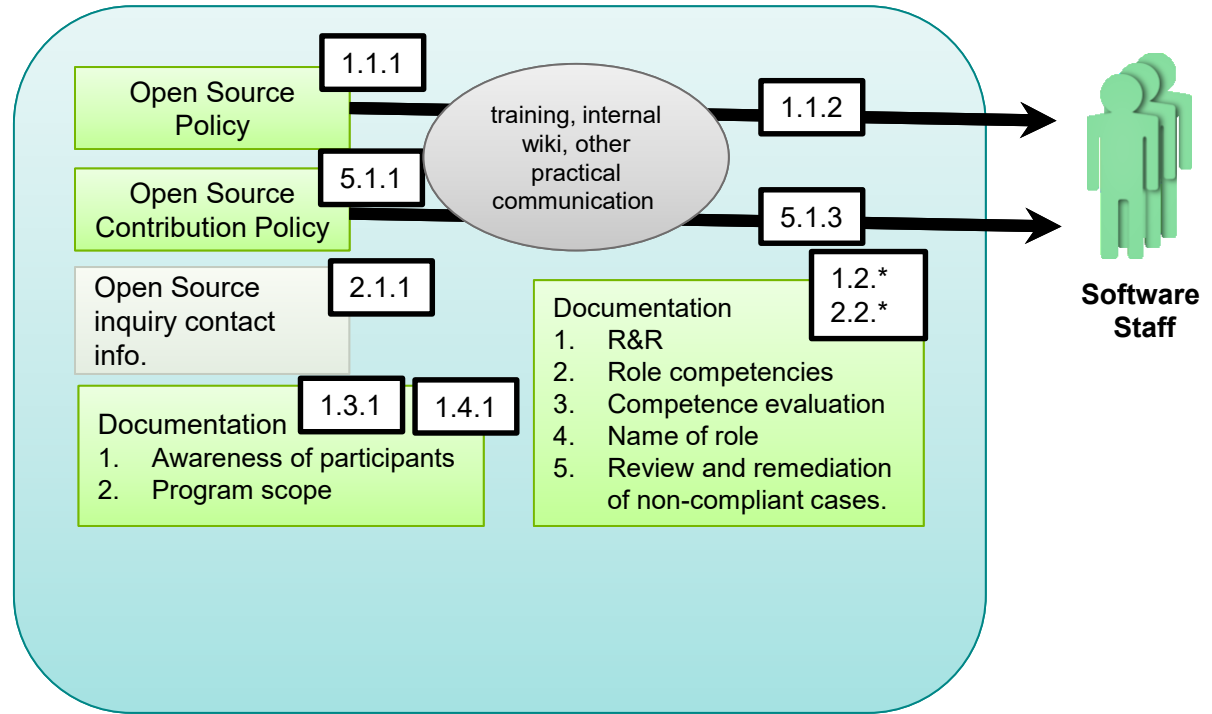 1.1.1
Open Source
Policy
training, internal
wiki, other
practical
communication
1.1.2
5.1.1
Open Source
Contribution Policy
5.1.3
Software
Staff
2.1.1
Open Source
inquiry contact
info.
1.2.*
2.2.*
Documentation
1. R&R
2. Role competencies
3. Competence evaluation
4. Name of role
5. Review and remediation
of non-compliant cases.
1.3.1
1.4.1
Documentation
1. Awareness of participants
2. Program scope